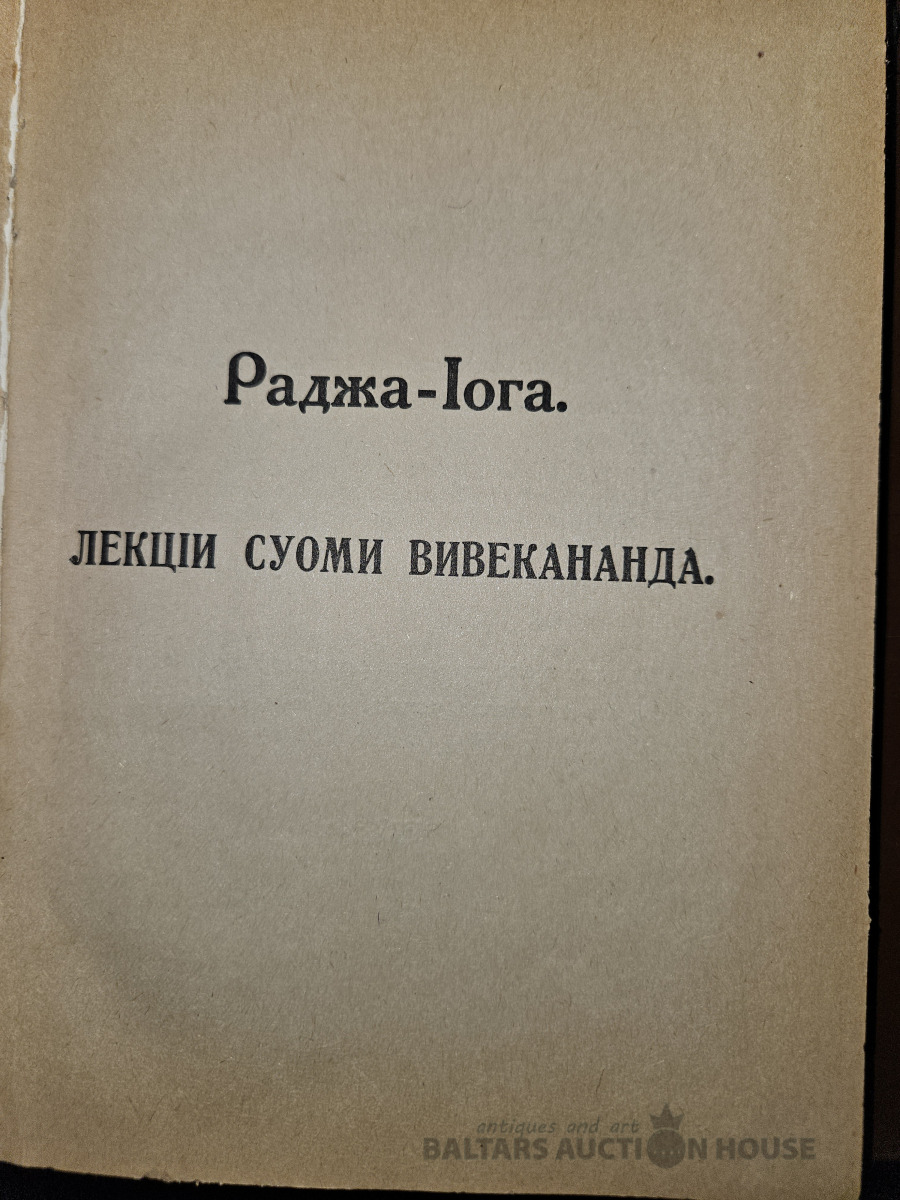 Раджа-Іога.
ЛЕКЦІИ СУОМИ ВИВЕКАНАНДА.
antiques and art
BALTARS AUCTION HOUSE